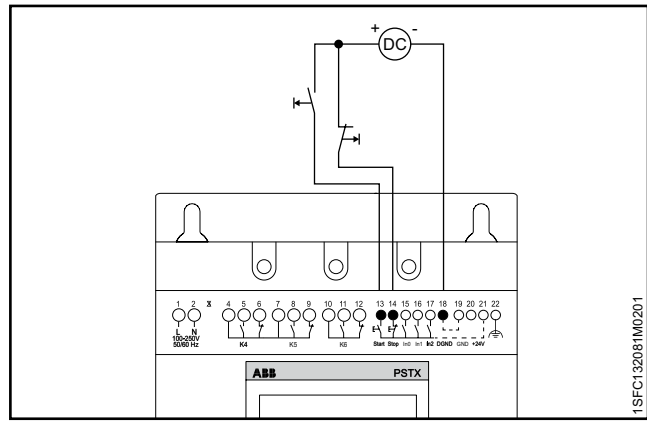 + DC -
1 2 4 5 6 7 8 9 10 11 12 13 14 15 16 17 18 19 20 21 22
L N K4 K5 K6 Start Stop In0 In1 In2 DGND GND +24V
100-250V
50/60 Hz
ABB PSTX
1SFC132081M0201